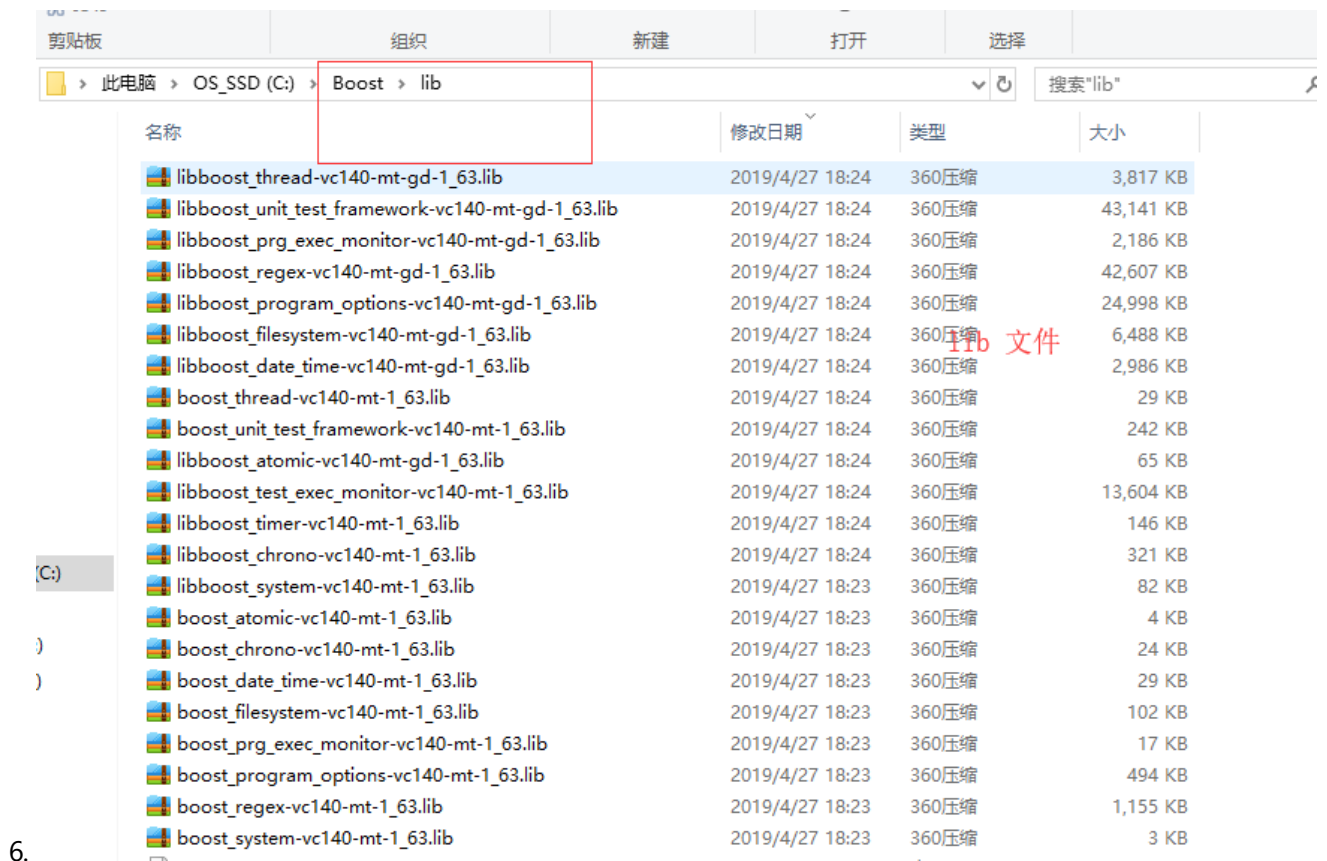 剪贴板 组织 新建 打开 选择
此电脑 > OS_SSD (C:) > Boost > lib 搜索"lib"
名称 修改日期 类型 大小
libboost_thread-vc140-mt-gd-1_63.lib 2019/4/27 18:24 360压缩 3,817 KB
libboost_unit_test_framework-vc140-mt-gd-1_63.lib 2019/4/27 18:24 360压缩 43,141 KB
libboost_prg_exec_monitor-vc140-mt-gd-1_63.lib 2019/4/27 18:24 360压缩 2,186 KB
libboost_regex-vc140-mt-gd-1_63.lib 2019/4/27 18:24 360压缩 42,607 KB
libboost_program_options-vc140-mt-gd-1_63.lib 2019/4/27 18:24 360压缩 24,998 KB
libboost_filesystem-vc140-mt-gd-1_63.lib 2019/4/27 18:24 360压缩 6,488 KB
lib 文件
libboost_date_time-vc140-mt-gd-1_63.lib 2019/4/27 18:24 360压缩 2,986 KB
boost_thread-vc140-mt-1_63.lib 2019/4/27 18:24 360压缩 29 KB
boost_unit_test_framework-vc140-mt-1_63.lib 2019/4/27 18:24 360压缩 242 KB
libboost_atomic-vc140-mt-gd-1_63.lib 2019/4/27 18:24 360压缩 65 KB
libboost_test_exec_monitor-vc140-mt-1_63.lib 2019/4/27 18:24 360压缩 13,604 KB
libboost_timer-vc140-mt-1_63.lib 2019/4/27 18:24 360压缩 146 KB
libboost_chrono-vc140-mt-1_63.lib 2019/4/27 18:24 360压缩 321 KB
(C:)
libboost_system-vc140-mt-1_63.lib 2019/4/27 18:23 360压缩 82 KB
boost_atomic-vc140-mt-1_63.lib 2019/4/27 18:23 360压缩 4 KB
boost_chrono-vc140-mt-1_63.lib 2019/4/27 18:23 360压缩 24 KB
boost_date_time-vc140-mt-1_63.lib 2019/4/27 18:23 360压缩 29 KB
boost_filesystem-vc140-mt-1_63.lib 2019/4/27 18:23 360压缩 102 KB
boost_prg_exec_monitor-vc140-mt-1_63.lib 2019/4/27 18:23 360压缩 17 KB
boost_program_options-vc140-mt-1_63.lib 2019/4/27 18:23 360压缩 494 KB
boost_regex-vc140-mt-1_63.lib 2019/4/27 18:23 360压缩 1,155 KB
boost_system-vc140-mt-1_63.lib 2019/4/27 18:23 360压缩 3 KB
6.